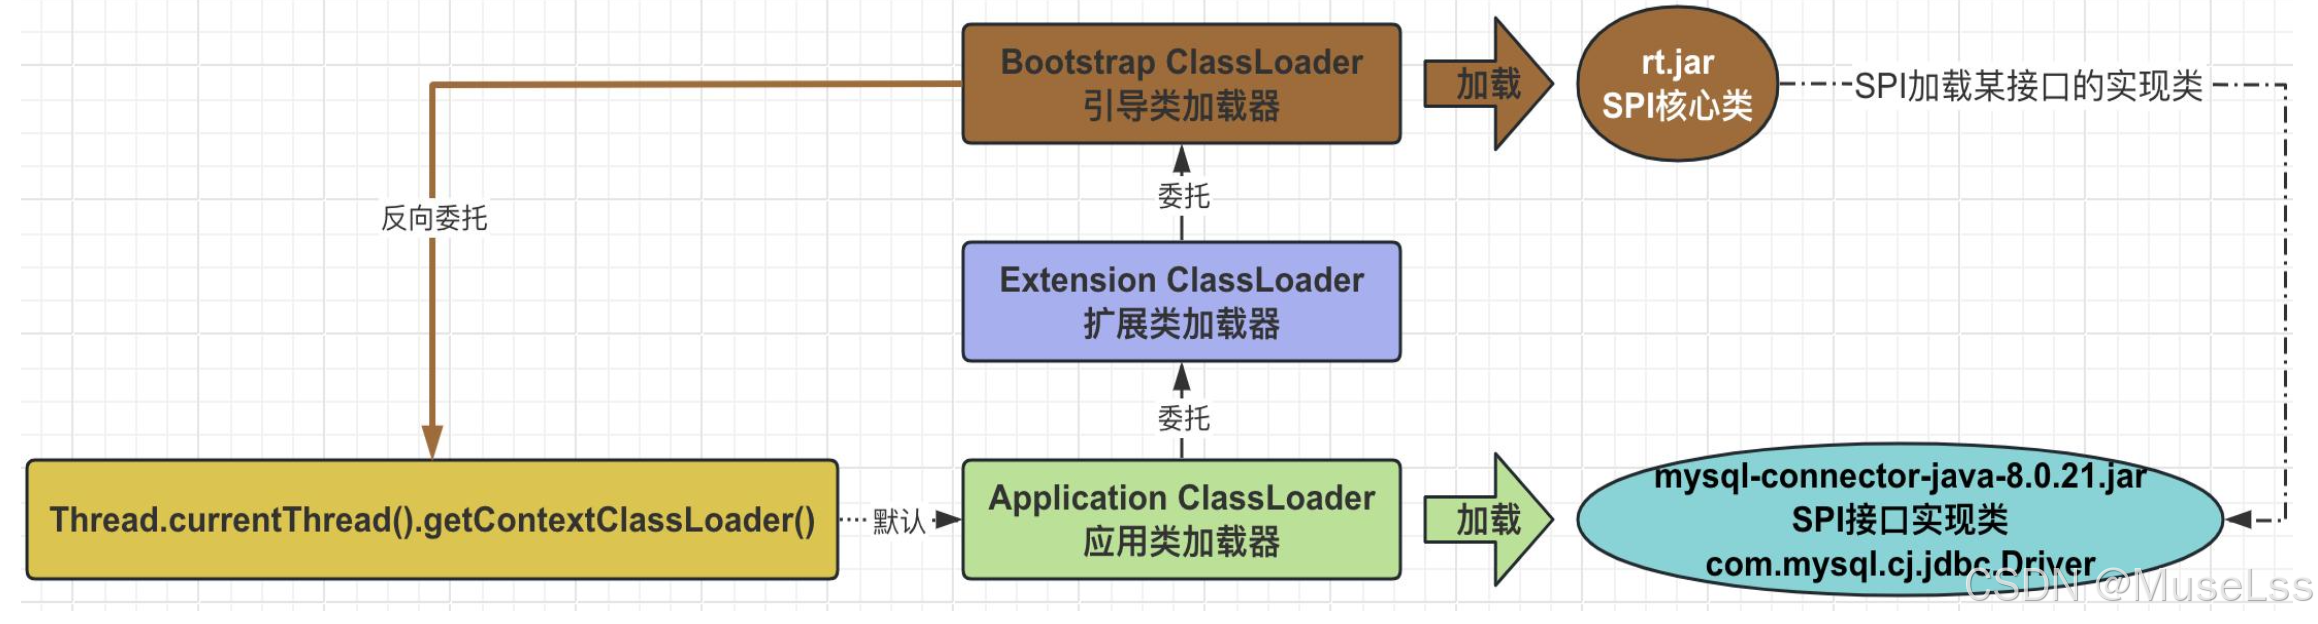 Bootstrap ClassLoader
引导类加载器
加载
rt.jar
SPI核心类
SPI加载某接口的实现类
反向委托
委托
Extension ClassLoader
扩展类加载器
委托
Thread.currentThread().getContextClassLoader()
默认
Application ClassLoader
应用类加载器
加载
mysql-connector-java-8.0.21.jar
SPI接口实现类
com.mysql.cj.jdbc.Driver
CSDN @MuseLss